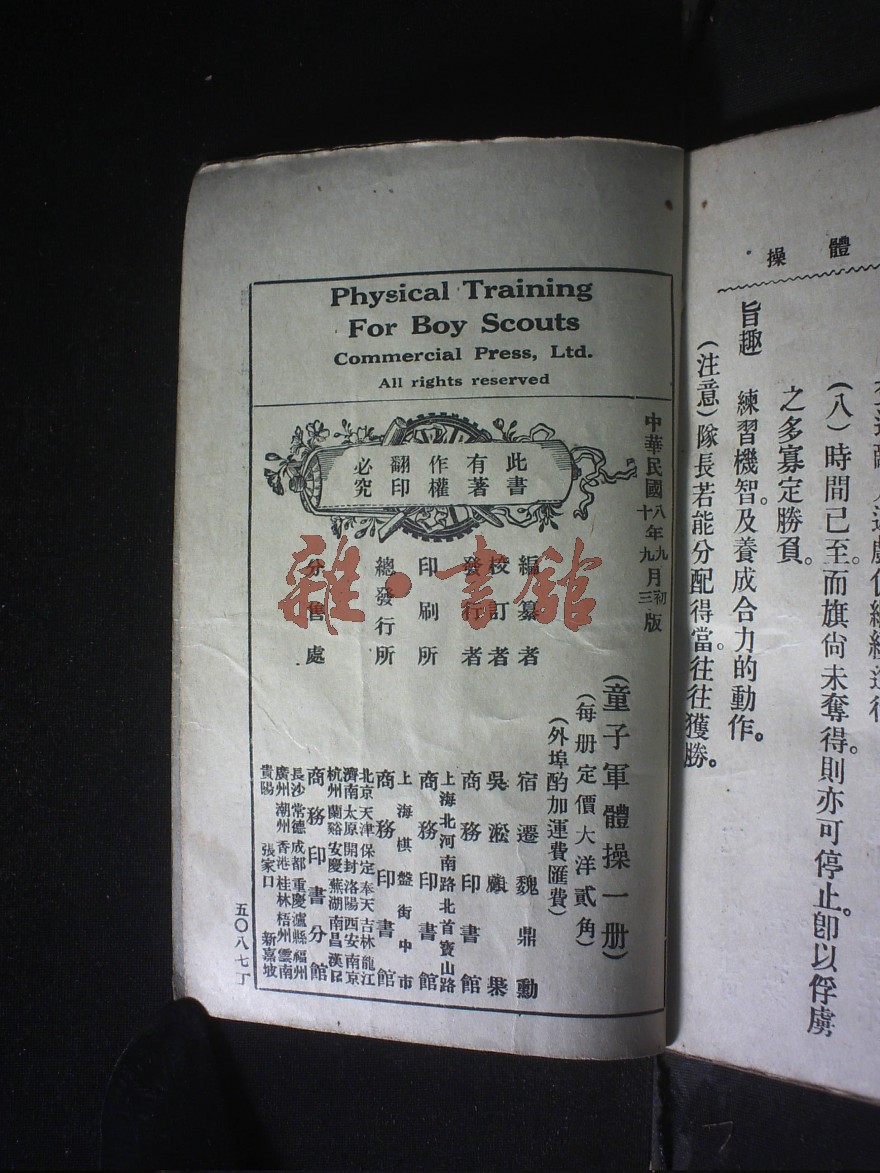 體操
旨趣 練習機智。及養成合力的動作。
(注意)隊長若能分配得當。往往獲勝。
(八)時間已至。而旗尙未奪得。則亦可停止。卽以俘虜
之多寡定勝負。
Physical Training
For Boy Scouts
Commercial Press, Ltd.
All rights reserved
此書
有著
作權
翻印
必究
中華民國
八年九月初版
十九三
(童子軍體操一册)
(每册定價大洋貳角)
(外埠酌加運費匯費)
編纂者 宿遷魏鼎勳
校訂者 吳淞
發行者 商務印書館
上海北河南路北首寶山路
印刷所 商務印書館
上海棋盤街中市
總發行所 商務印書館
北京天津保定奉天吉林龍江
濟南太原開封洛陽西安南京
杭州蘭谿安慶蕪湖南昌漢口
分售處 商務印書分館
長沙常德成都重慶瀘縣福州
廣州潮州香港桂林梧州雲南
貴陽 張家口 新嘉坡
五〇八七丁
雜·書館